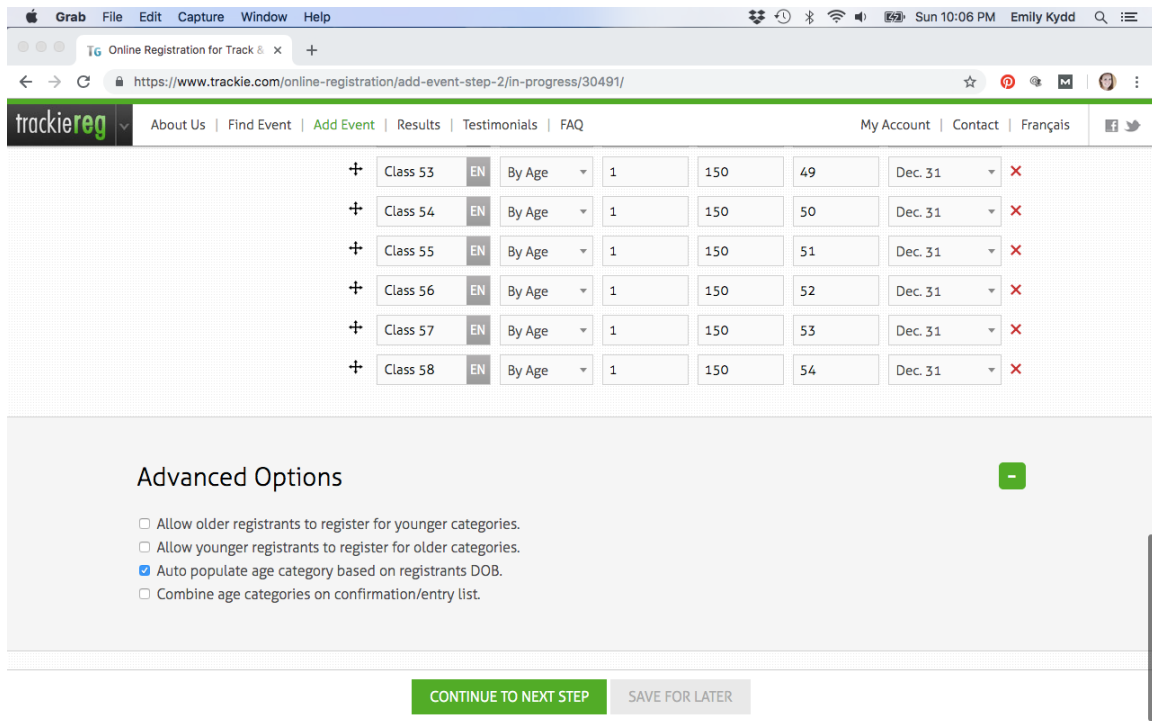 Grab File Edit Capture Window Help Sun 10:06 PM Emily Kydd
TG Online Registration for Track &
https://www.trackie.com/online-registration/add-event-step-2/in-progress/30491/
trackiereg About Us | Find Event | Add Event | Results | Testimonials | FAQ My Account | Contact | Français
Class 53 EN By Age 1 150 49 Dec. 31
Class 54 EN By Age 1 150 50 Dec. 31
Class 55 EN By Age 1 150 51 Dec. 31
Class 56 EN By Age 1 150 52 Dec. 31
Class 57 EN By Age 1 150 53 Dec. 31
Class 58 EN By Age 1 150 54 Dec. 31
Advanced Options
Allow older registrants to register for younger categories.
Allow younger registrants to register for older categories.
Auto populate age category based on registrants DOB.
Combine age categories on confirmation/entry list.
CONTINUE TO NEXT STEP SAVE FOR LATER